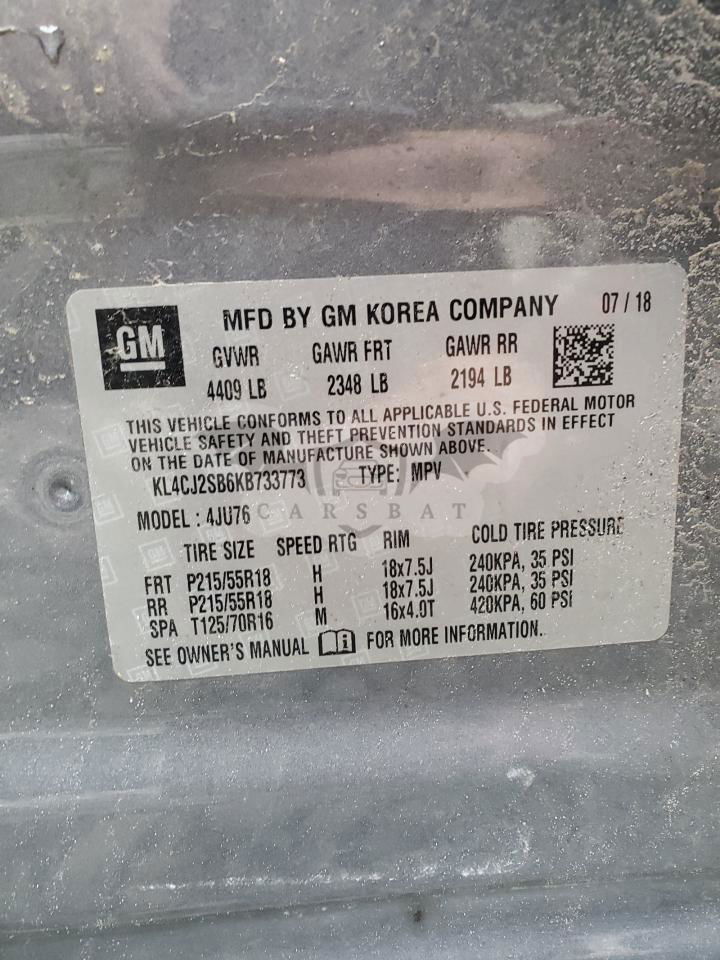 GM
MFD BY GM KOREA COMPANY 07 / 18
GVWR GAWR FRT GAWR RR
4409 LB 2348 LB 2194 LB
THIS VEHICLE CONFORMS TO ALL APPLICABLE U.S. FEDERAL MOTOR
VEHICLE SAFETY AND THEFT PREVENTION STANDARDS IN EFFECT
ON THE DATE OF MANUFACTURE SHOWN ABOVE.
KL4CJ2SB6KB733773 TYPE: MPV
CARSBAT
MODEL : 4JU76
TIRE SIZE SPEED RTG RIM COLD TIRE PRESSURE
FRT P215/55R18 H 18x7.5J 240KPA, 35 PSI
RR P215/55R18 H 18x7.5J 240KPA, 35 PSI
SPA T125/70R16 M 16x4.0T 420KPA, 60 PSI
SEE OWNER'S MANUAL i FOR MORE INFORMATION.